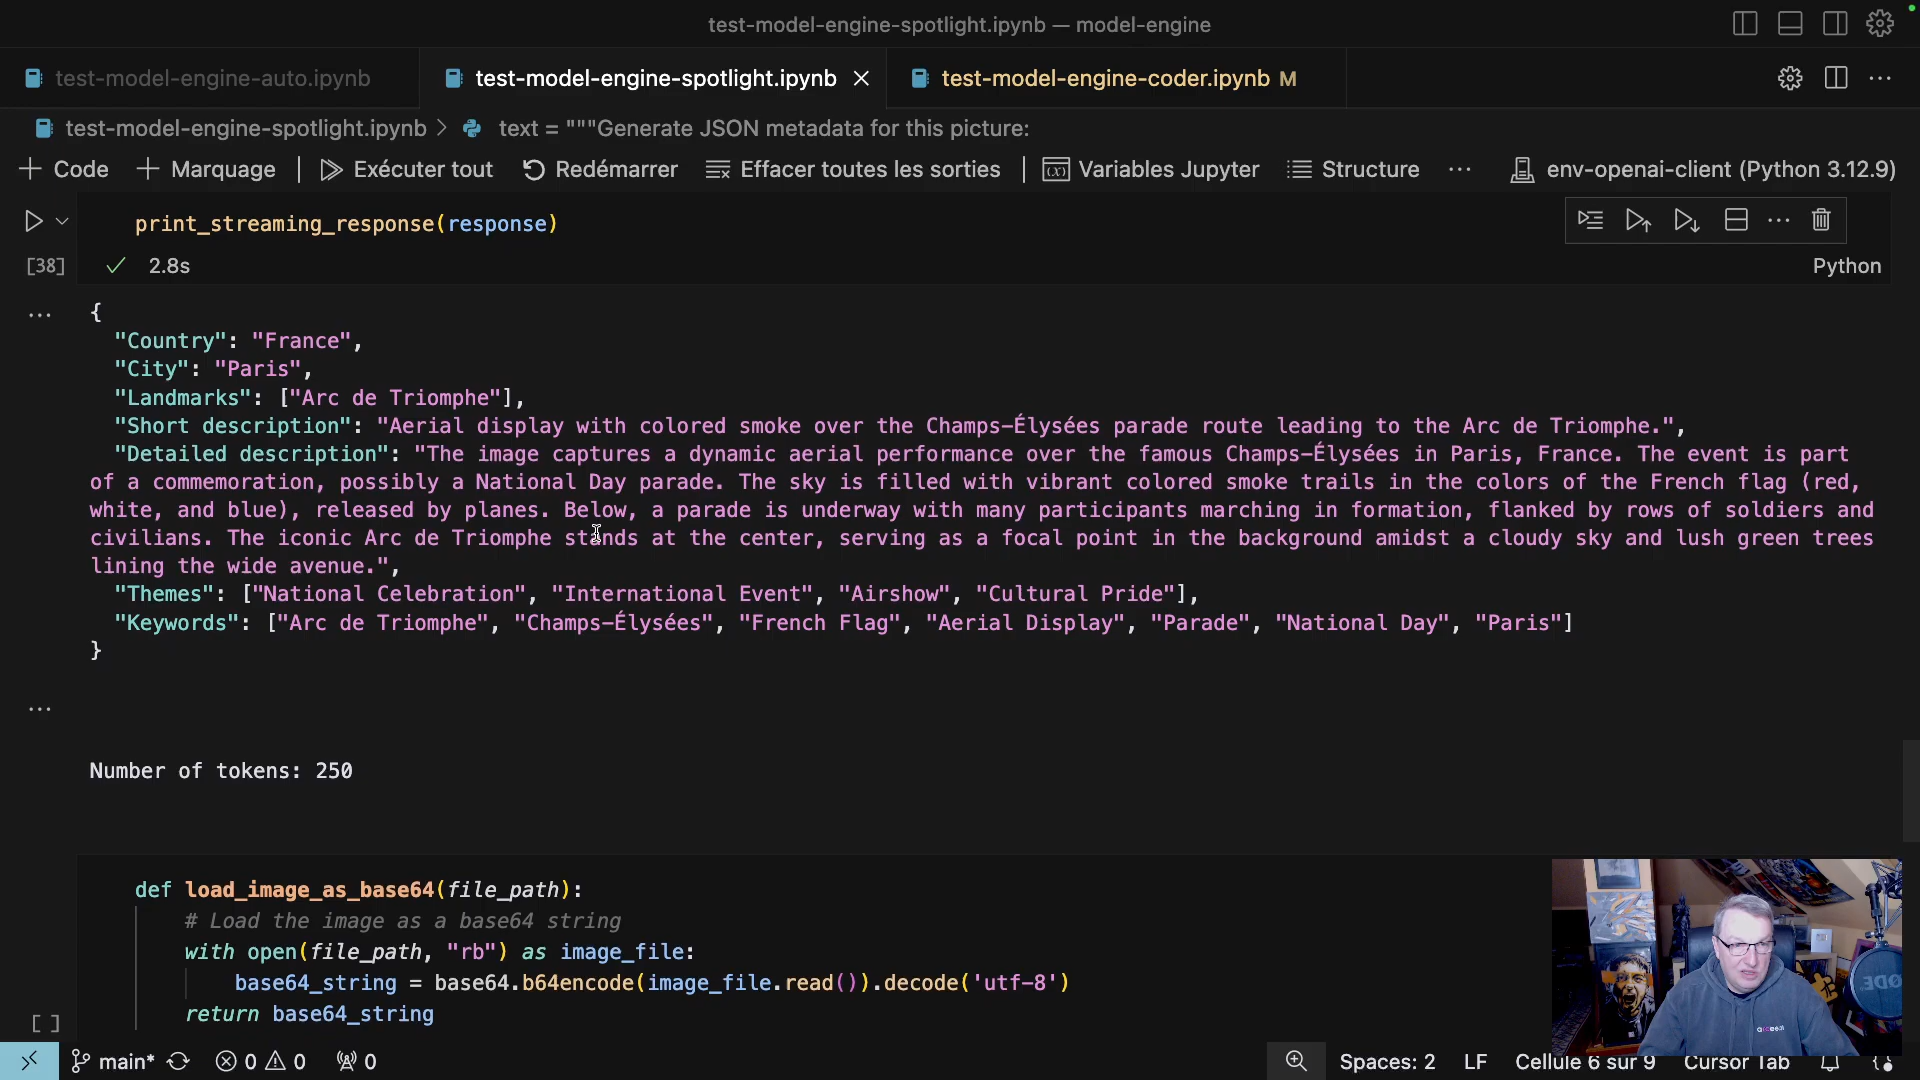 test-model-engine-spotlight.ipynb — model-engine
test-model-engine-auto.ipynb
test-model-engine-spotlight.ipynb
test-model-engine-coder.ipynb M
test-model-engine-spotlight.ipynb > text = """Generate JSON metadata for this picture:
+ Code + Marquage | Exécuter tout Redémarrer Effacer toutes les sorties | Variables Jupyter Structure ... env-openai-client (Python 3.12.9)
print_streaming_response(response)
[38] ✓ 2.8s Python
{
"Country": "France",
"City": "Paris",
"Landmarks": ["Arc de Triomphe"],
"Short description": "Aerial display with colored smoke over the Champs-Élysées parade route leading to the Arc de Triomphe.",
"Detailed description": "The image captures a dynamic aerial performance over the famous Champs-Élysées in Paris, France. The event is part
of a commemoration, possibly a National Day parade. The sky is filled with vibrant colored smoke trails in the colors of the French flag (red,
white, and blue), released by planes. Below, a parade is underway with many participants marching in formation, flanked by rows of soldiers and
civilians. The iconic Arc de Triomphe stands at the center, serving as a focal point in the background amidst a cloudy sky and lush green trees
lining the wide avenue.",
"Themes": ["National Celebration", "International Event", "Airshow", "Cultural Pride"],
"Keywords": ["Arc de Triomphe", "Champs-Élysées", "French Flag", "Aerial Display", "Parade", "National Day", "Paris"]
}
Number of tokens: 250
def load_image_as_base64(file_path):
# Load the image as a base64 string
with open(file_path, "rb") as image_file:
base64_string = base64.b64encode(image_file.read()).decode('utf-8')
return base64_string
[ ]
main* 0 0 0 Spaces: 2 LF Cellule 6 sur 9 Cursor Tab